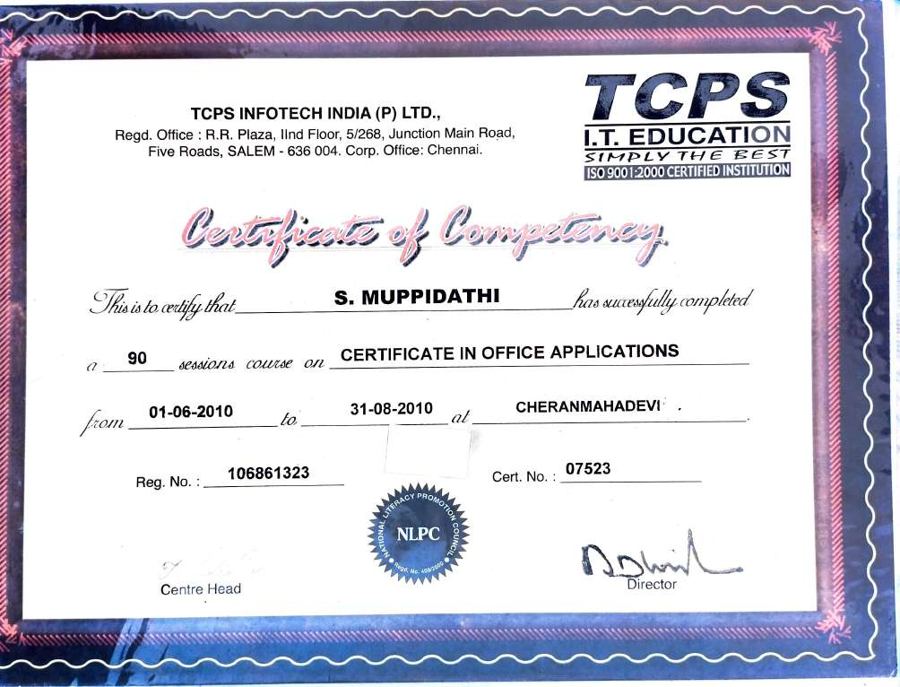 TCPS INFOTECH INDIA (P) LTD.,
Regd. Office : R.R. Plaza, IInd Floor, 5/268, Junction Main Road,
Five Roads, SALEM - 636 004. Corp. Office: Chennai.
TCPS
I.T. EDUCATION
SIMPLY THE BEST
ISO 9001:2000 CERTIFIED INSTITUTION
Certificate of Competency
This is to certify that S. MUPPIDATHI has successfully completed
a 90 sessions course on CERTIFICATE IN OFFICE APPLICATIONS
from 01-06-2010 to 31-08-2010 at CHERANMAHADEVI .
Reg. No. : 106861323 Cert. No. : 07523
NATIONAL LITERACY PROMOTION COUNCIL
NLPC
Regd. No.
Centre Head
Director